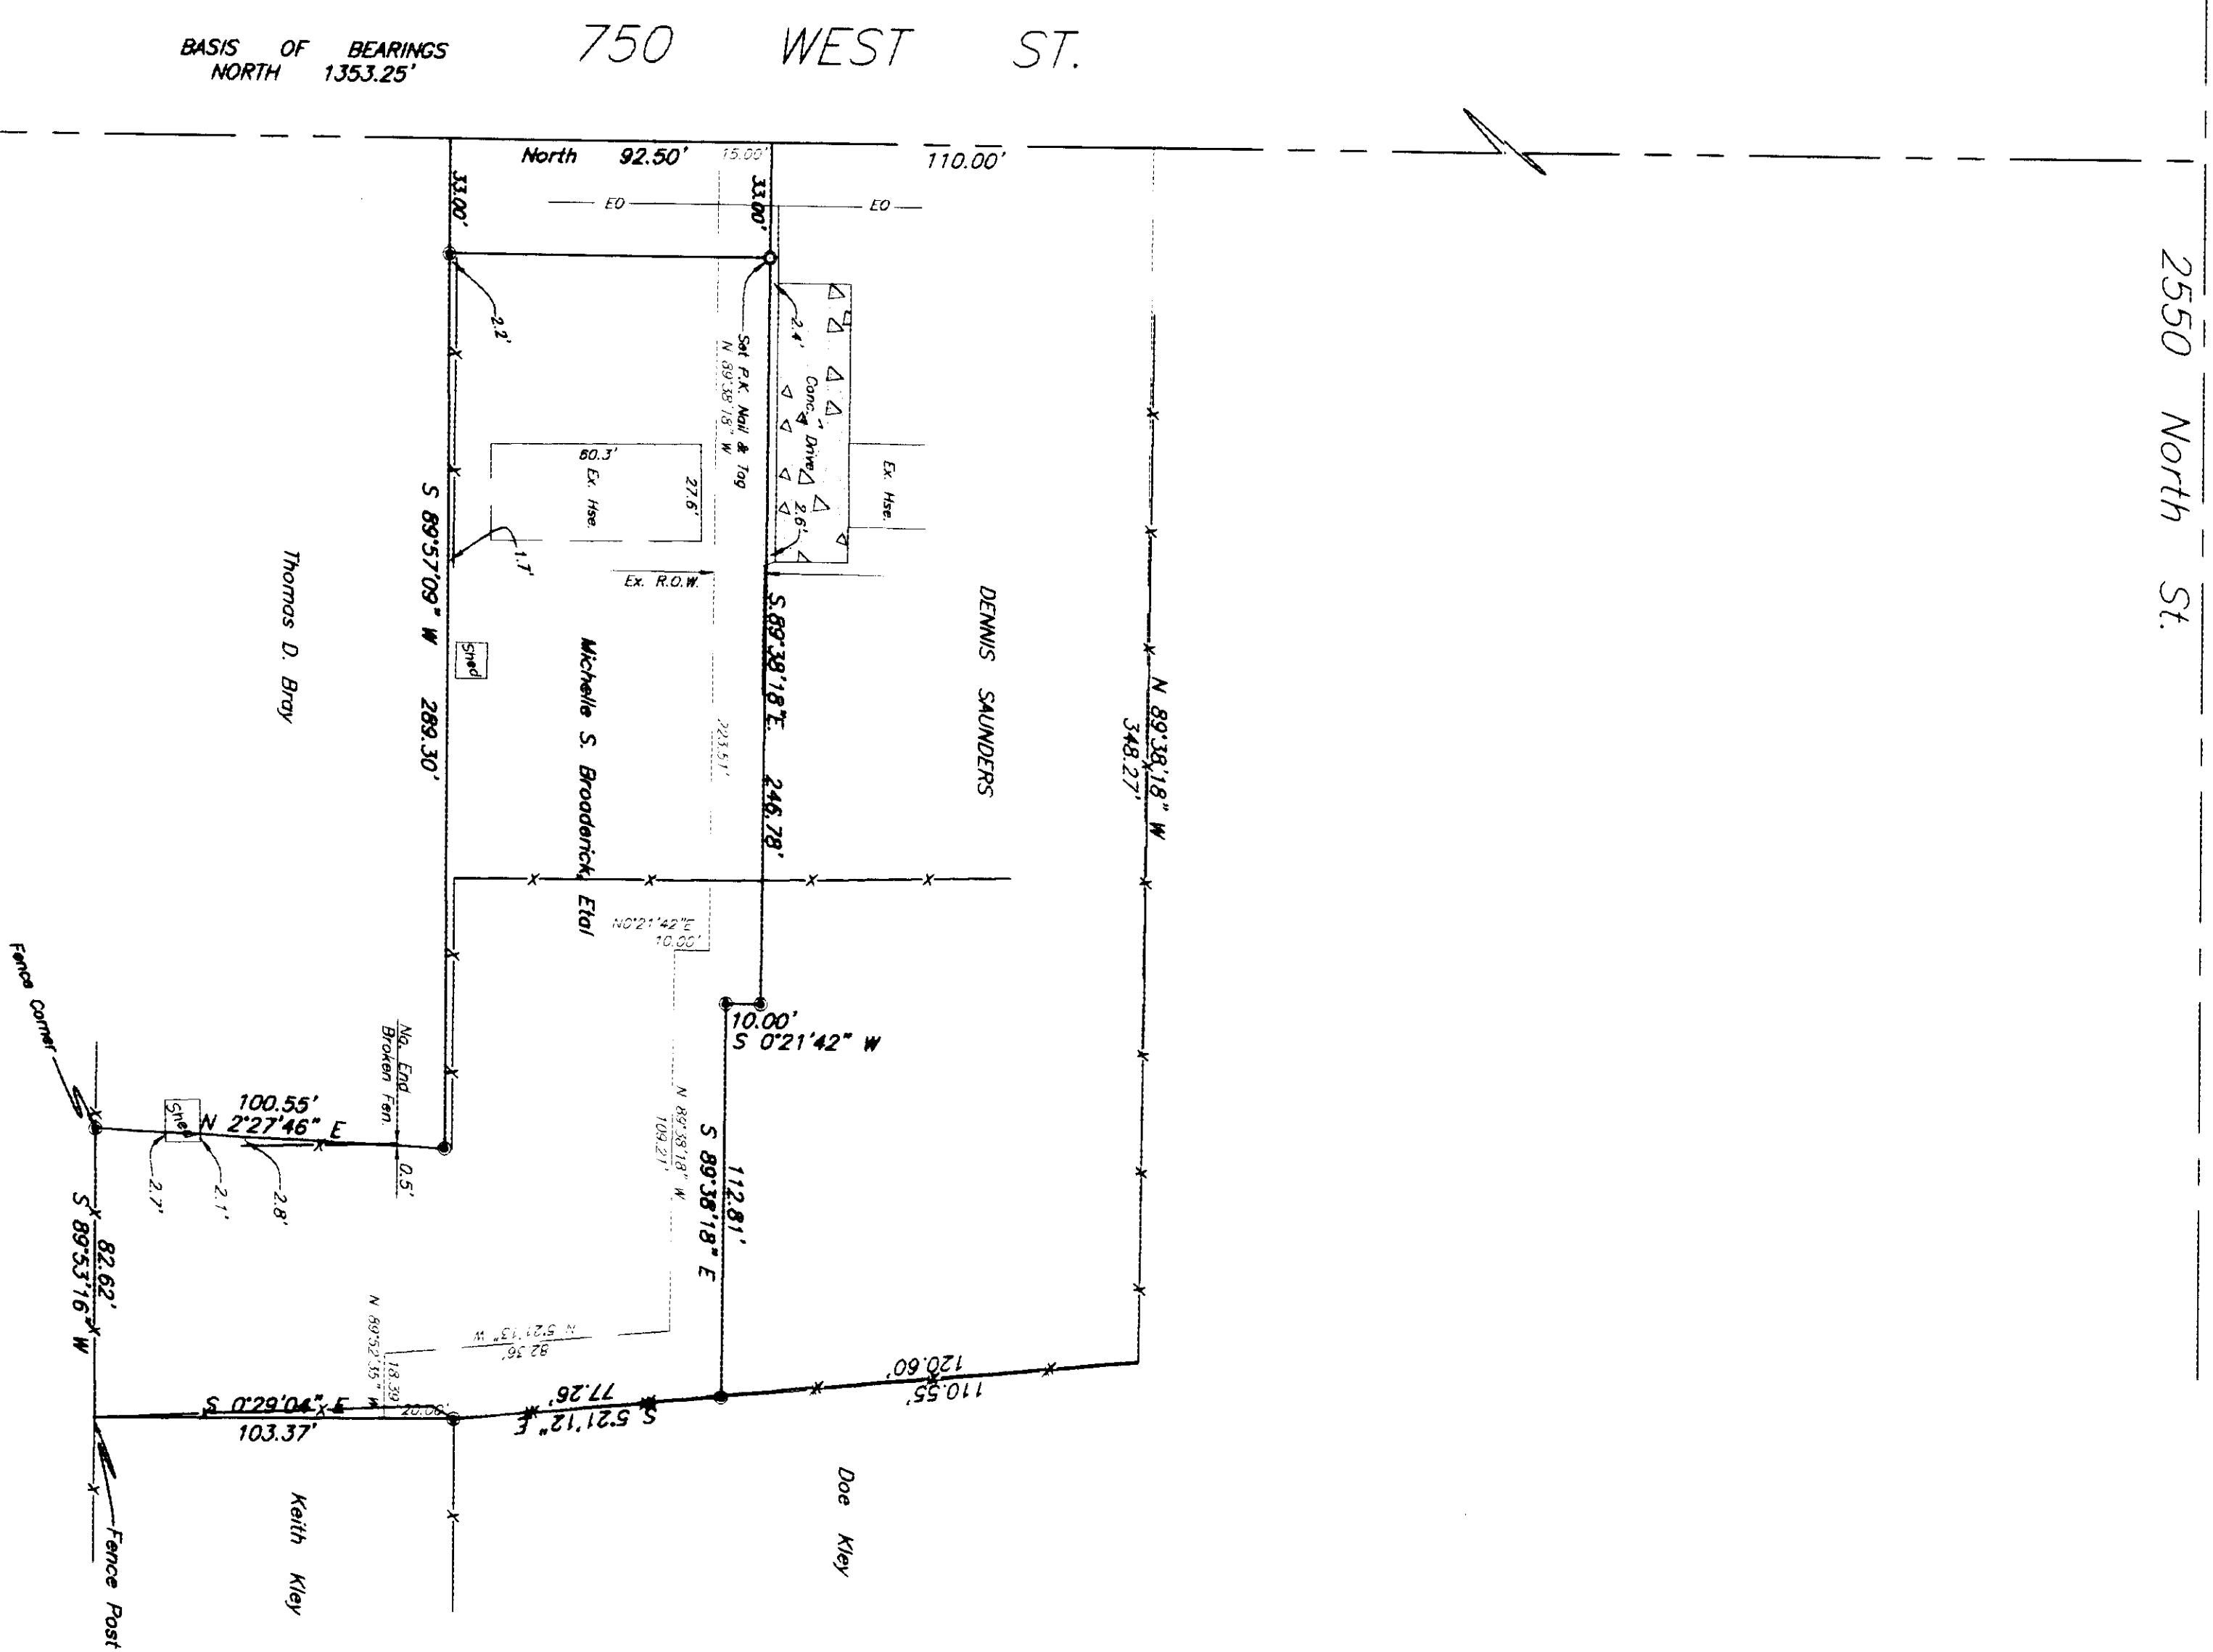 750 WEST ST.
BASIS OF BEARINGS
NORTH 1353.25'
North 92.50'
15.00'
110.00'
33.00'
33.00'
EO
EO
2550 North St.
2.2'
2.4'
Set P.K. Nail & Tag
N 89°38'18" W
Conc. Drive
2.6'
Ex. Hse.
60.3'
Ex. Hse.
27.6'
1.7'
Ex. R.O.W.
S 89°57'09" W 289.30'
Thomas D. Bray
Shed
Michelle S. Broaderick, Etal
223.51'
S 89°38'18" E 246.78'
DENNIS SAUNDERS
N 89°38'18" W
348.27'
N0°21'42"E
10.00'
10.00'
S 0°21'42" W
Fence Corner
No. End
Broken Fen.
0.5'
100.55'
N 2°27'46" E
Shed
2.7'
2.1'
2.8'
N 89°38'18" W
109.21'
112.81'
S 89°38'18" E
82.62'
S 89°53'16" W
N 89°52'35" W
18.39
N 5°21'13" W
82.36'
20.00'
S 0°29'04" E
103.37'
77.26'
S 5°21'12" E
120.60'
110.55'
Keith Kley
Doe Kley
Fence Post